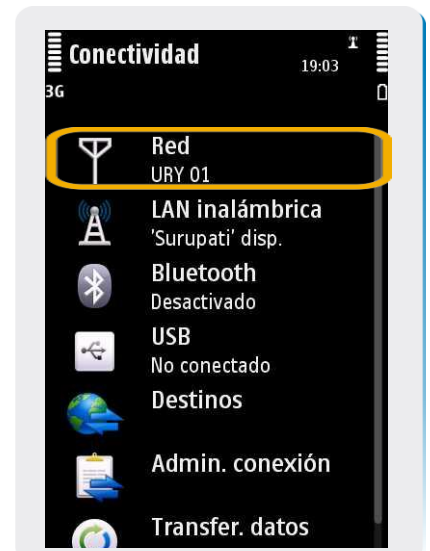 Conectividad
19:03
3G
Red
URY 01
LAN inalámbrica
'Surupati' disp.
Bluetooth
Desactivado
USB
No conectado
Destinos
Admin. conexión
Transfer. datos